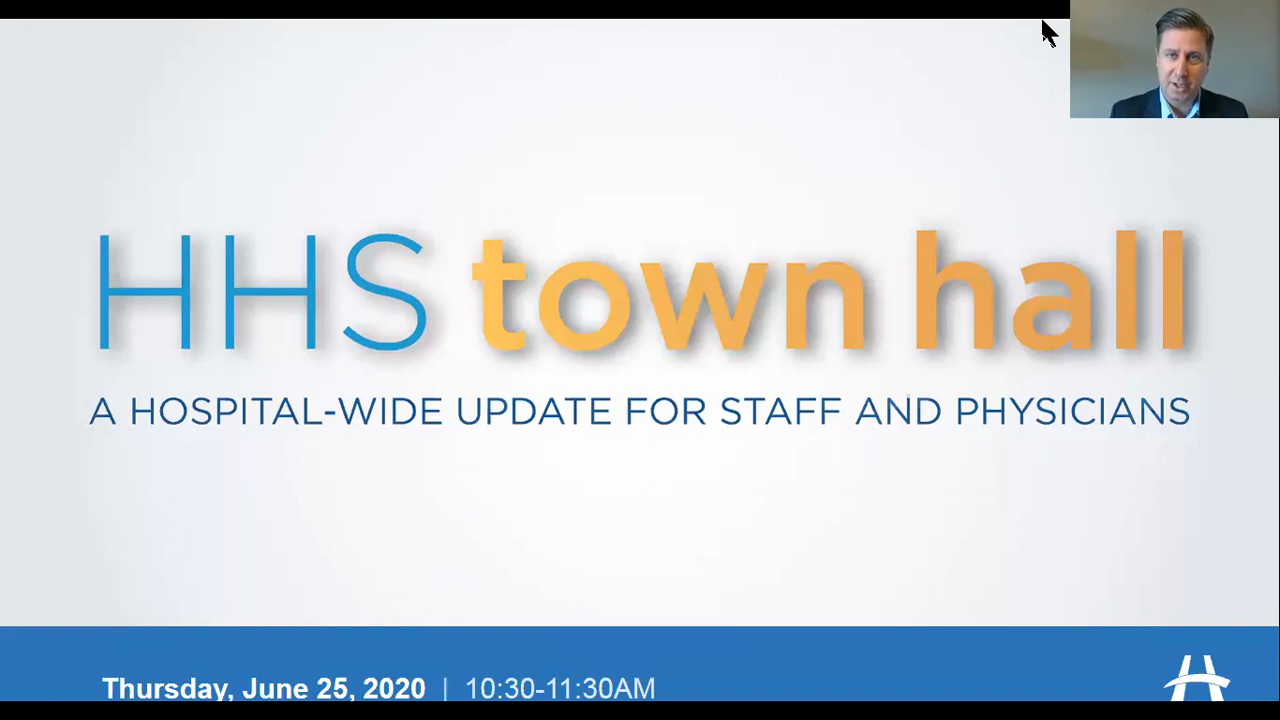 HHS town hall
A HOSPITAL-WIDE UPDATE FOR STAFF AND PHYSICIANS
Thursday, June 25, 2020 | 10:30-11:30AM